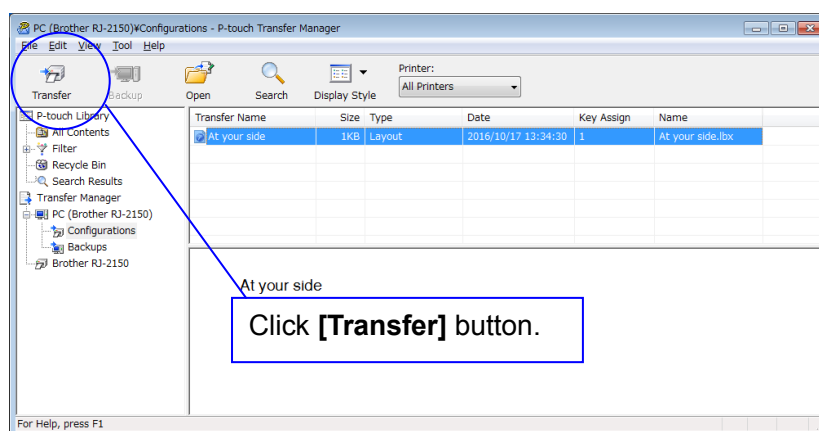 PC (Brother RJ-2150)¥Configurations - P-touch Transfer Manager
File Edit View Tool Help
Transfer Backup Open Search Display Style Printer:
All Printers
P-touch Library
All Contents
Filter
Recycle Bin
Search Results
Transfer Manager
PC (Brother RJ-2150)
Configurations
Backups
Brother RJ-2150
Transfer Name Size Type Date Key Assign Name
At your side 1KB Layout 2016/10/17 13:34:30 1 At your side.lbx
At your side
Click [Transfer] button.
For Help, press F1